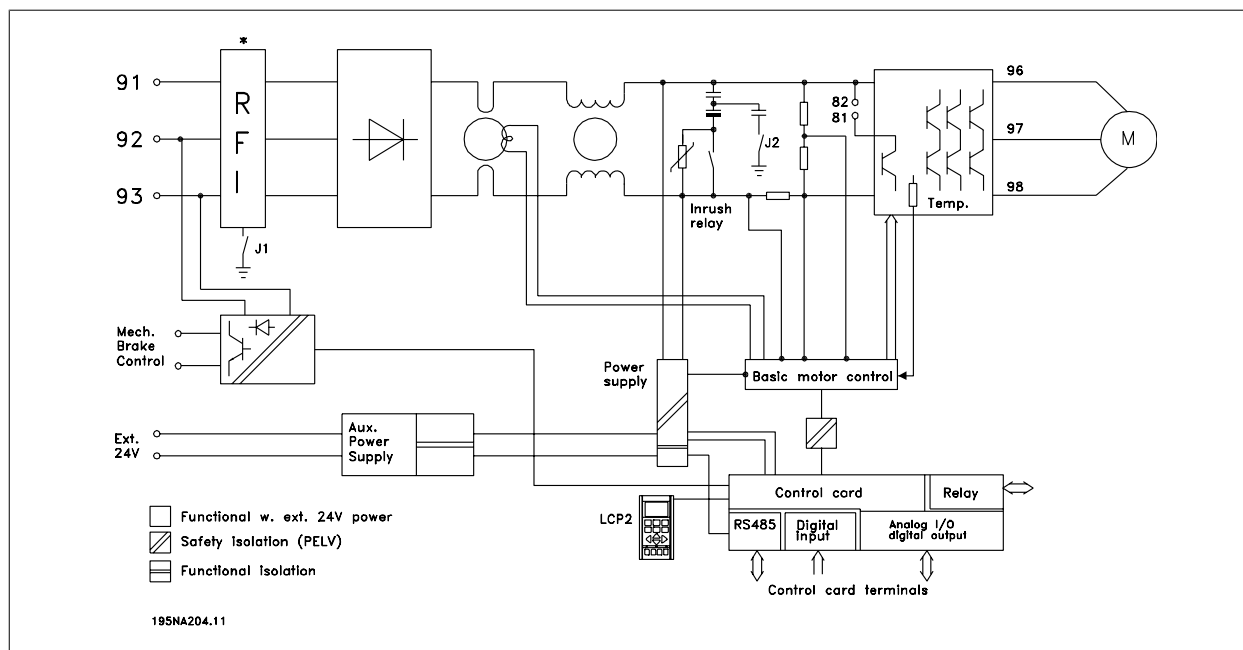 *
91
92
93
R
F
I
J1
J2
82
81
96
97
98
M
Inrush
relay
Temp.
Mech.
Brake
Control
Power
supply
Basic motor control
Ext.
24V
Aux.
Power
Supply
Control card
Relay
LCP2
RS485
Digital
input
Analog I/O
digital output
Control card terminals
Functional w. ext. 24V power
Safety isolation (PELV)
Functional isolation
195NA204.11